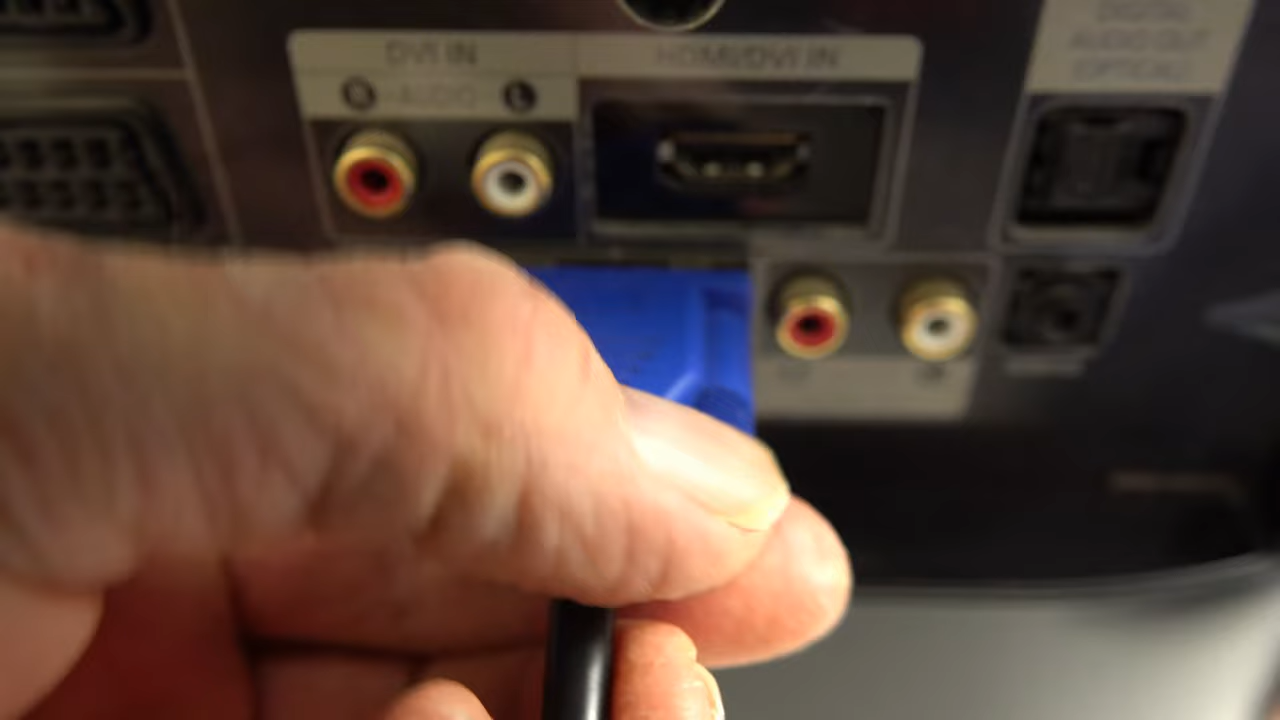 DVI IN
HDMI/DVI IN
R - AUDIO - L
DIGITAL
AUDIO OUT
(OPTICAL)